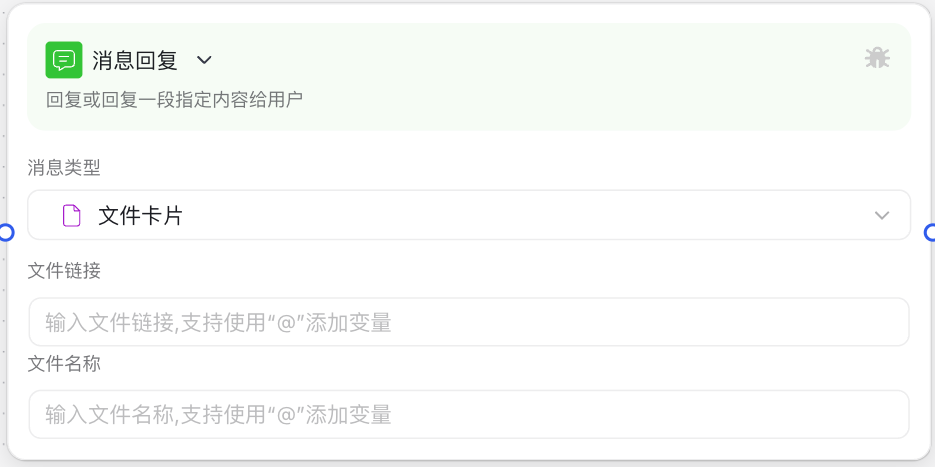 消息回复
回复或回复一段指定内容给用户
消息类型
文件卡片
文件链接
输入文件链接,支持使用“@”添加变量
文件名称
输入文件名称,支持使用“@”添加变量